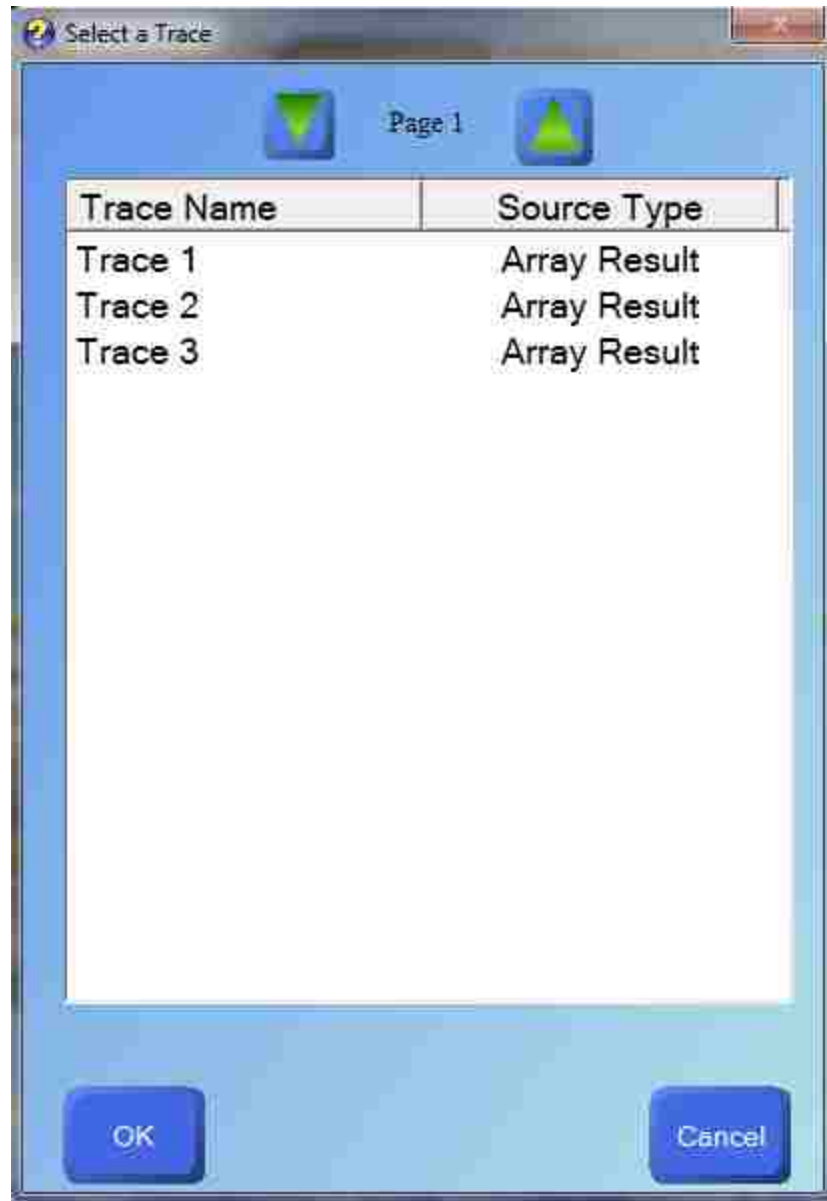 Select a Trace
Page 1
Trace Name Source Type
Trace 1 Array Result
Trace 2 Array Result
Trace 3 Array Result
OK Cancel